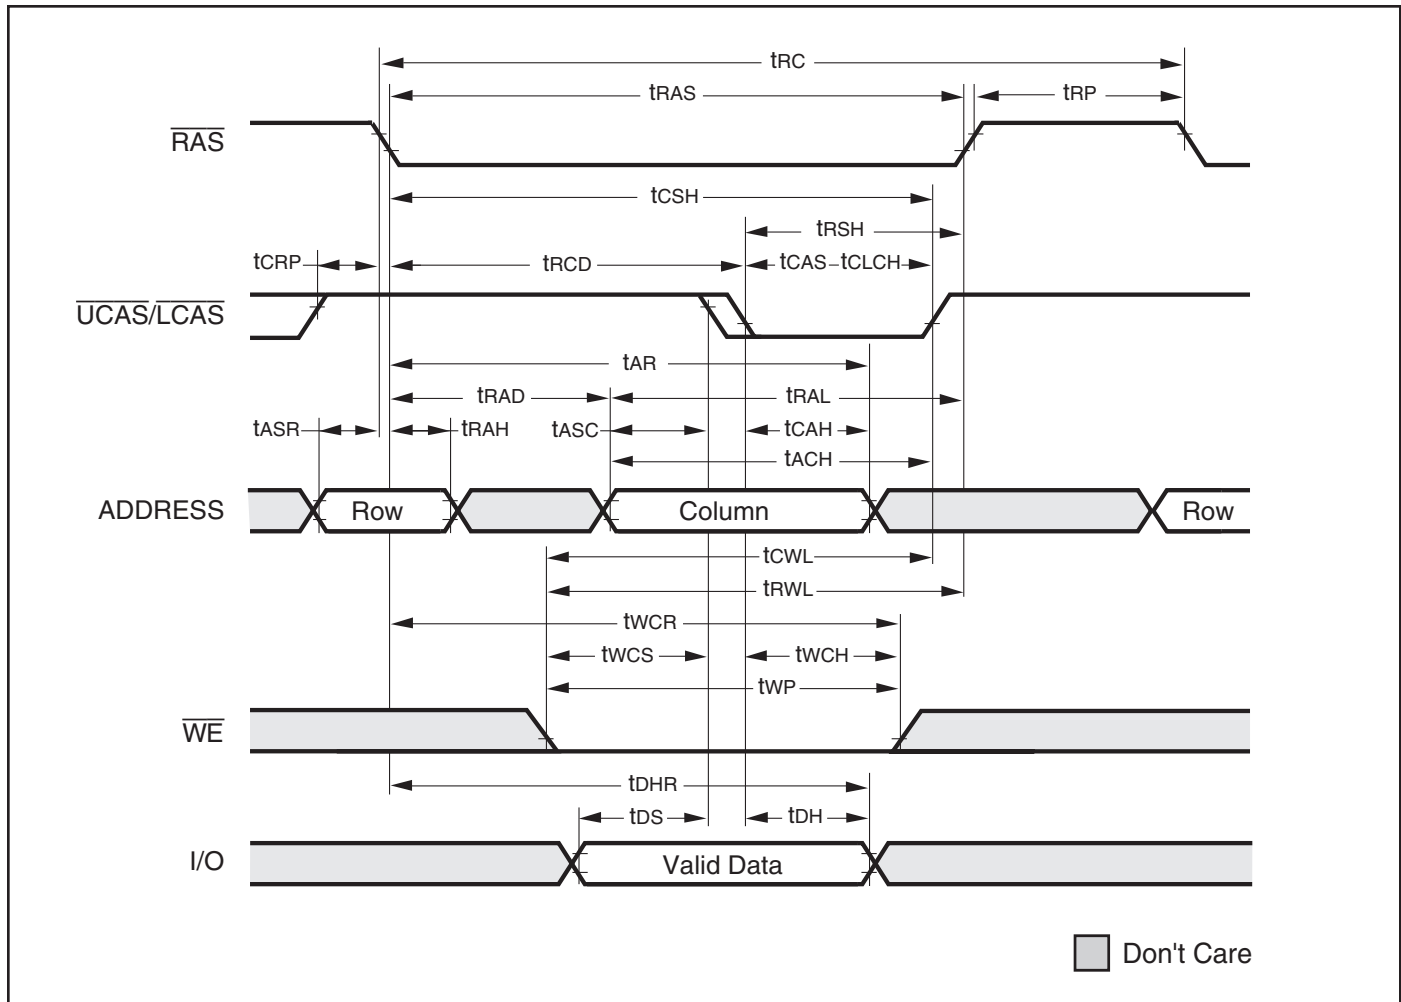 tRC
tRAS
tRP
RAS
tCSH
tRSH
tCRP
tRCD
tCAS tCLCH
UCAS/LCAS
tAR
tRAD
tRAL
tASR
tRAH
tASC
tCAH
tACH
ADDRESS
Row
Column
Row
tCWL
tRWL
tWCR
tWCS
tWCH
tWP
WE
tDHR
tDS
tDH
I/O
Valid Data
Don't Care